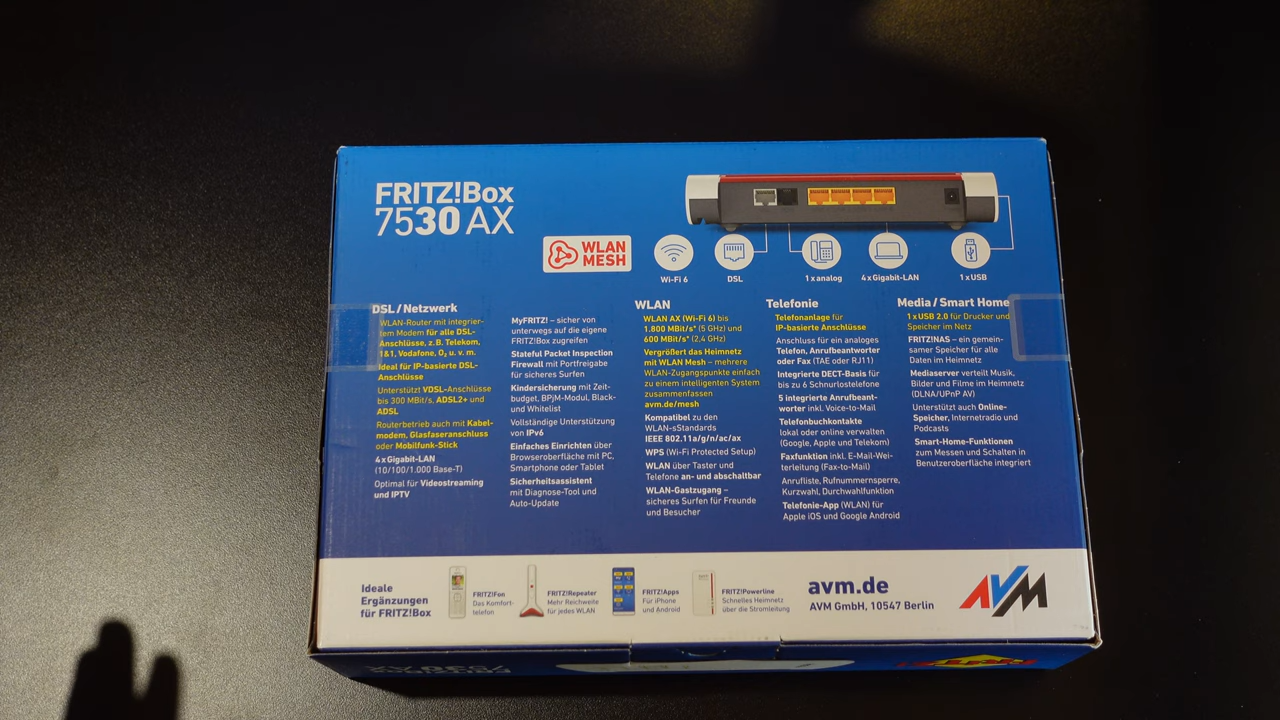 FRITZ!Box
7530 AX
WLAN
MESH
Wi-Fi 6
DSL
1 x analog
4 x Gigabit-LAN
1 x USB
DSL / Netzwerk
WLAN-Router mit integrier-
tem Modem für alle DSL-
Anschlüsse, z.B. Telekom,
1&1, Vodafone, O₂ u. v. m.
Ideal für IP-basierte DSL-
Anschlüsse
Unterstützt VDSL-Anschlüsse
bis 300 MBit/s, ADSL2+ und
ADSL
Routerbetrieb auch mit Kabel-
modem, Glasfaseranschluss
oder Mobilfunk-Stick
4 x Gigabit-LAN
(10/100/1.000 Base-T)
Optimal für Videostreaming
und IPTV
MyFRITZ! – sicher von
unterwegs auf die eigene
FRITZ!Box zugreifen
Stateful Packet Inspection
Firewall mit Portfreigabe
für sicheres Surfen
Kindersicherung mit Zeit-
budget, BPjM-Modul, Black-
und Whitelist
Vollständige Unterstützung
von IPv6
Einfaches Einrichten über
Browseroberfläche mit PC,
Smartphone oder Tablet
Sicherheitsassistent
mit Diagnose-Tool und
Auto-Update
WLAN
WLAN AX (Wi-Fi 6) bis
1.800 MBit/s* (5 GHz) und
600 MBit/s* (2,4 GHz)
Vergrößert das Heimnetz
mit WLAN Mesh – mehrere
WLAN-Zugangspunkte einfach
zu einem intelligenten System
zusammenfassen
avm.de/mesh
Kompatibel zu den
WLAN-sStandards
IEEE 802.11a/g/n/ac/ax
WPS (Wi-Fi Protected Setup)
WLAN über Taster und
Telefone an- und abschaltbar
WLAN-Gastzugang –
sicheres Surfen für Freunde
und Besucher
Telefonie
Telefonanlage für
IP-basierte Anschlüsse
Anschluss für ein analoges
Telefon, Anrufbeantworter
oder Fax (TAE oder RJ11)
Integrierte DECT-Basis für
bis zu 6 Schnurlostelefone
5 integrierte Anrufbeant-
worter inkl. Voice-to-Mail
Telefonbuchkontakte
lokal oder online verwalten
(Google, Apple und Telekom)
Faxfunktion inkl. E-Mail-Wei-
terleitung (Fax-to-Mail)
Anrufliste, Rufnummernsperre,
Kurzwahl, Durchwahlfunktion
Telefonie-App (WLAN) für
Apple iOS und Google Android
Media / Smart Home
1 x USB 2.0 für Drucker und
Speicher im Netz
FRITZ!NAS – ein gemein-
samer Speicher für alle
Daten im Heimnetz
Mediaserver verteilt Musik,
Bilder und Filme im Heimnetz
(DLNA/UPnP AV)
Unterstützt auch Online-
Speicher, Internetradio und
Podcasts
Smart-Home-Funktionen
zum Messen und Schalten in
Benutzeroberfläche integriert
Ideale
Ergänzungen
für FRITZ!Box
FRITZ!Fon
Das Komfort-
telefon
FRITZ!Repeater
Mehr Reichweite
für jedes WLAN
FRITZ!Apps
Für iPhone
und Android
FRITZ!Powerline
Schnelles Heimnetz
über die Stromleitung
avm.de
AVM GmbH, 10547 Berlin
AVM
FRITZ!Box
7530 AX